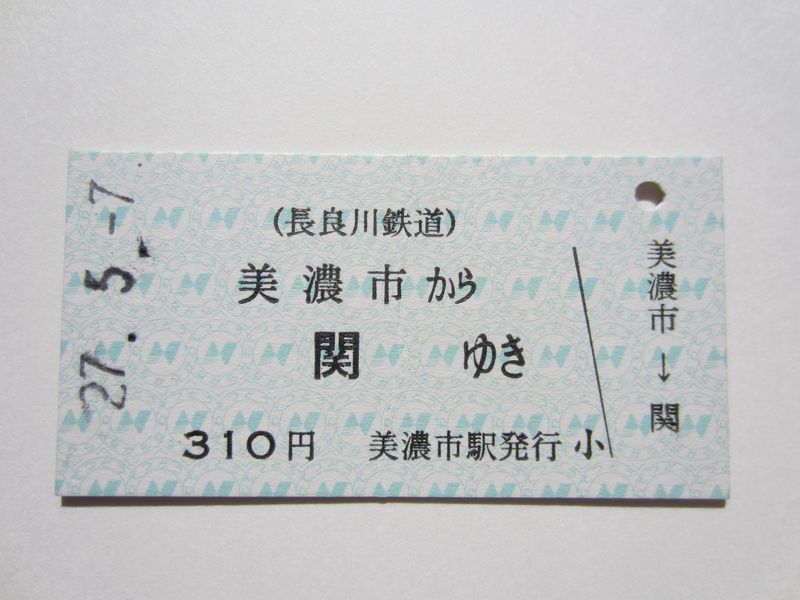 27.5.-7
(長良川鉄道)
美濃市から
関 ゆき
310円 美濃市駅発行 小
美濃市→関